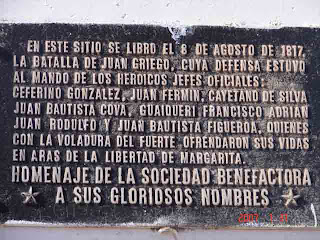 EN ESTE SITIO SE LIBRO EL 8 DE AGOSTO DE 1817,
LA BATALLA DE JUAN GRIEGO, CUYA DEFENSA ESTUVO
AL MANDO DE LOS HEROICOS JEFES OFICIALES:
CEFERINO GONZALEZ, JUAN FERMIN, CAYETANO DE SILVA
JUAN BAUTISTA COVA, GUAIQUERI FRANCISCO ADRIAN
JUAN RODULFO Y JUAN BAUTISTA FIGUEROA, QUIENES
CON LA VOLADURA DEL FUERTE, OFRENDARON SUS VIDAS
EN ARAS DE LA LIBERTAD DE MARGARITA.
HOMENAJE DE LA SOCIEDAD BENEFACTORA
A SUS GLORIOSOS NOMBRES